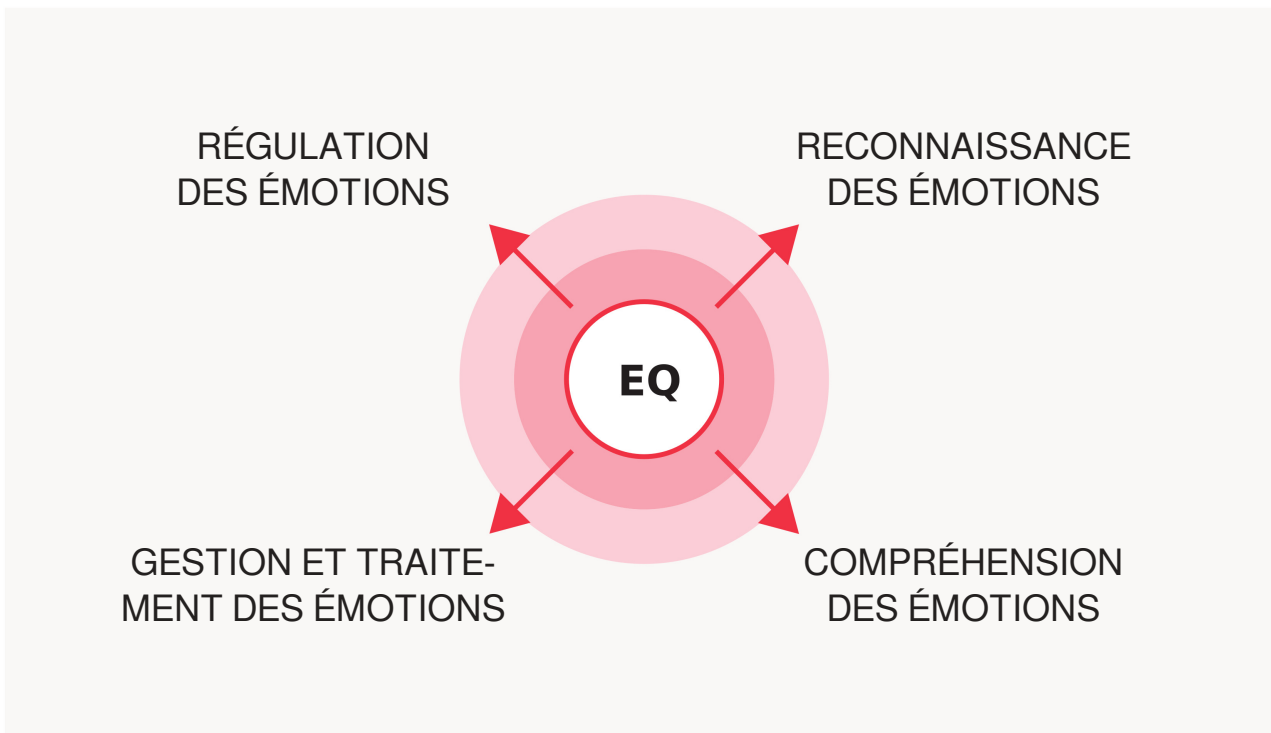 RÉGULATION
DES ÉMOTIONS
RECONNAISSANCE
DES ÉMOTIONS
EQ
GESTION ET TRAITE-
MENT DES ÉMOTIONS
COMPRÉHENSION
DES ÉMOTIONS